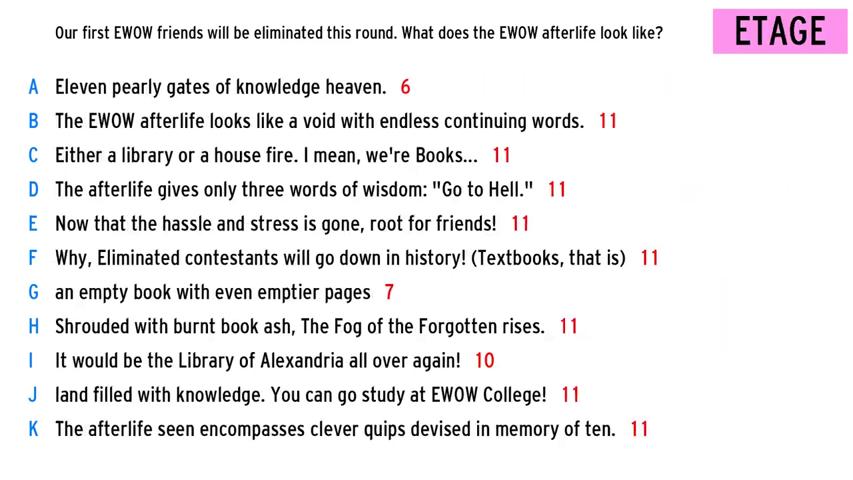 Our first EWOW friends will be eliminated this round. What does the EWOW afterlife look like?
ETAGE
A Eleven pearly gates of knowledge heaven. 6
B The EWOW afterlife looks like a void with endless continuing words. 11
C Either a library or a house fire. I mean, we're Books... 11
D The afterlife gives only three words of wisdom: "Go to Hell." 11
E Now that the hassle and stress is gone, root for friends! 11
F Why, Eliminated contestants will go down in history! (Textbooks, that is) 11
G an empty book with even emptier pages 7
H Shrouded with burnt book ash, The Fog of the Forgotten rises. 11
I It would be the Library of Alexandria all over again! 10
J land filled with knowledge. You can go study at EWOW College! 11
K The afterlife seen encompasses clever quips devised in memory of ten. 11